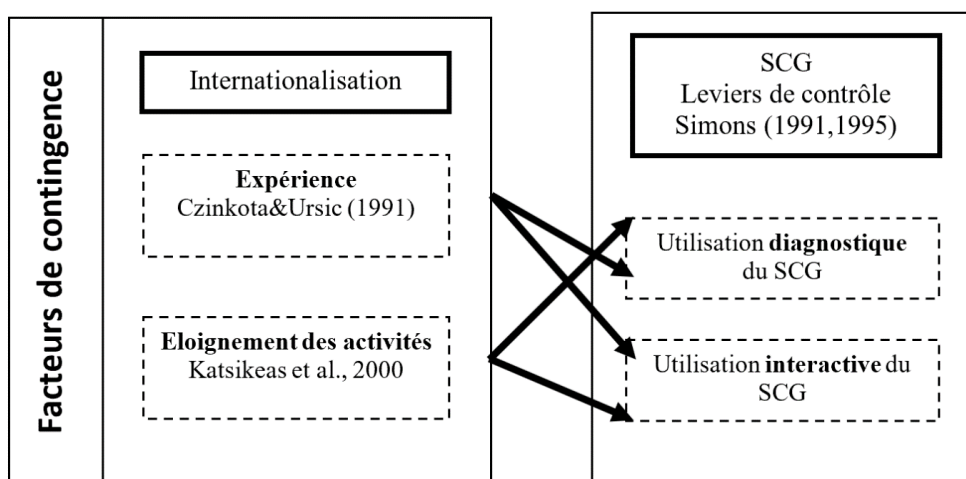 Facteurs de contingence
Internationalisation
Expérience
Czinkota&Ursic (1991)
Eloignement des activités
Katsikeas et al., 2000
SCG
Leviers de contrôle
Simons (1991,1995)
Utilisation diagnostique
du SCG
Utilisation interactive du
SCG